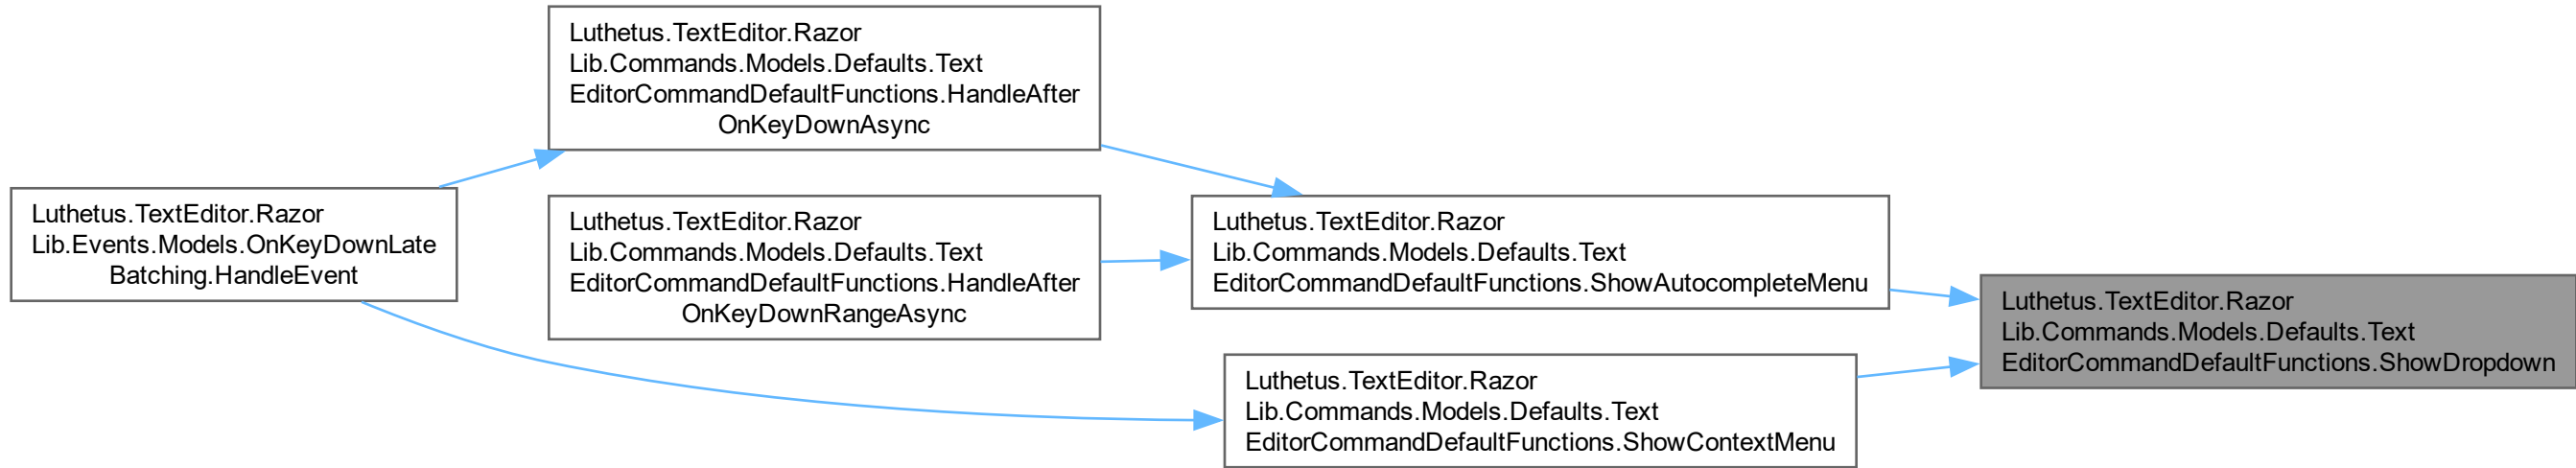 Luthetus.TextEditor.Razor
Lib.Commands.Models.Defaults.Text
EditorCommandDefaultFunctions.HandleAfter
OnKeyDownAsync
Luthetus.TextEditor.Razor
Lib.Events.Models.OnKeyDownLate
Batching.HandleEvent
Luthetus.TextEditor.Razor
Lib.Commands.Models.Defaults.Text
EditorCommandDefaultFunctions.HandleAfter
OnKeyDownRangeAsync
Luthetus.TextEditor.Razor
Lib.Commands.Models.Defaults.Text
EditorCommandDefaultFunctions.ShowAutocompleteMenu
Luthetus.TextEditor.Razor
Lib.Commands.Models.Defaults.Text
EditorCommandDefaultFunctions.ShowDropdown
Luthetus.TextEditor.Razor
Lib.Commands.Models.Defaults.Text
EditorCommandDefaultFunctions.ShowContextMenu